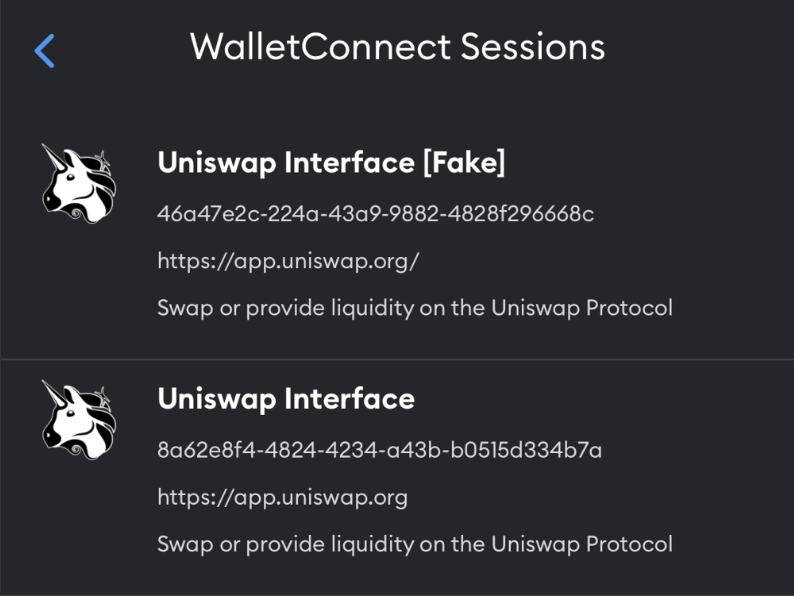 WalletConnect Sessions
Uniswap Interface [Fake]
46a47e2c-224a-43a9-9882-4828f296668c
https://app.uniswap.org/
Swap or provide liquidity on the Uniswap Protocol
Uniswap Interface
8a62e8f4-4824-4234-a43b-b0515d334b7a
https://app.uniswap.org
Swap or provide liquidity on the Uniswap Protocol